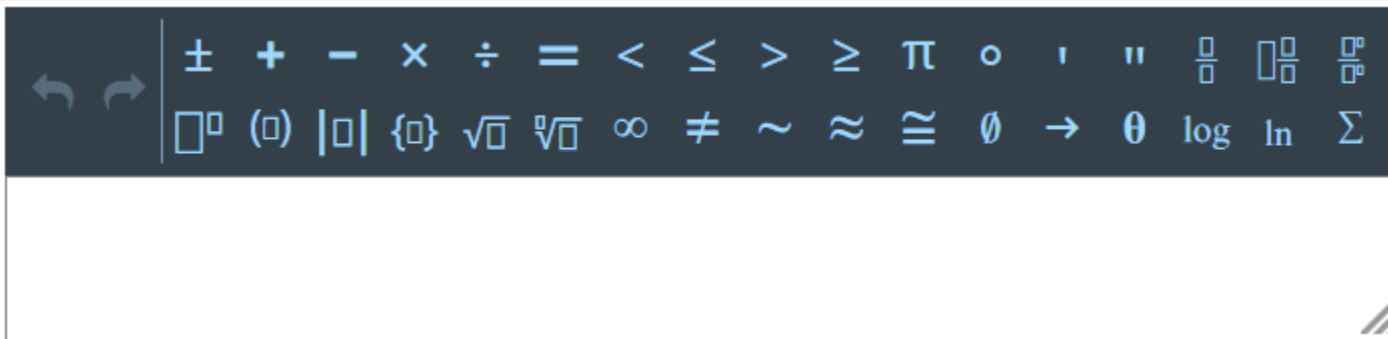 ± + − × ÷ = < ≤ > ≥ π ° ' " □/□ □□/□ □□/□□
□□ (□) |□| {□} √□ □√□ ∞ ≠ ~ ≈ ≅ ∅ → θ log ln Σ